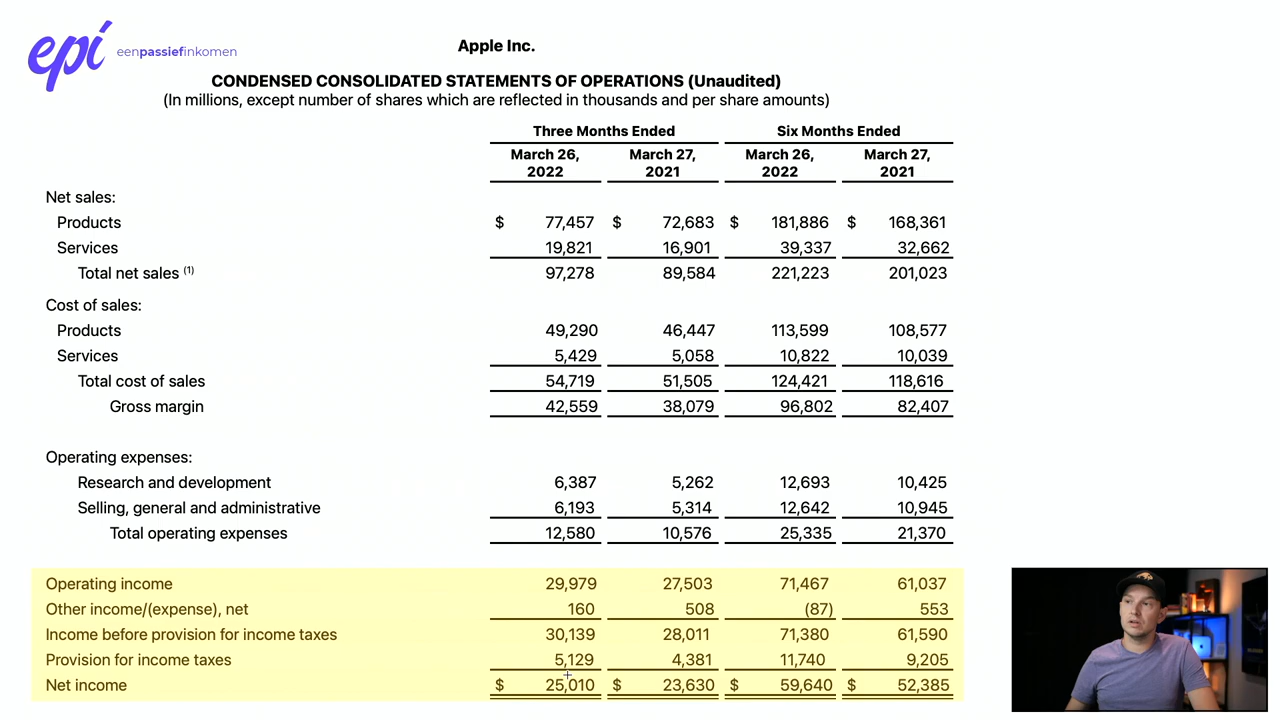 epi eenpassiefinkomen
Apple Inc.
CONDENSED CONSOLIDATED STATEMENTS OF OPERATIONS (Unaudited)
(In millions, except number of shares which are reflected in thousands and per share amounts)
Three Months Ended Six Months Ended
March 26, 2022 March 27, 2021 March 26, 2022 March 27, 2021
Net sales:
Products $ 77,457 $ 72,683 $ 181,886 $ 168,361
Services 19,821 16,901 39,337 32,662
Total net sales (1) 97,278 89,584 221,223 201,023
Cost of sales:
Products 49,290 46,447 113,599 108,577
Services 5,429 5,058 10,822 10,039
Total cost of sales 54,719 51,505 124,421 118,616
Gross margin 42,559 38,079 96,802 82,407
Operating expenses:
Research and development 6,387 5,262 12,693 10,425
Selling, general and administrative 6,193 5,314 12,642 10,945
Total operating expenses 12,580 10,576 25,335 21,370
Operating income 29,979 27,503 71,467 61,037
Other income/(expense), net 160 508 (87) 553
Income before provision for income taxes 30,139 28,011 71,380 61,590
Provision for income taxes 5,129 4,381 11,740 9,205
Net income $ 25,010 $ 23,630 $ 59,640 $ 52,385